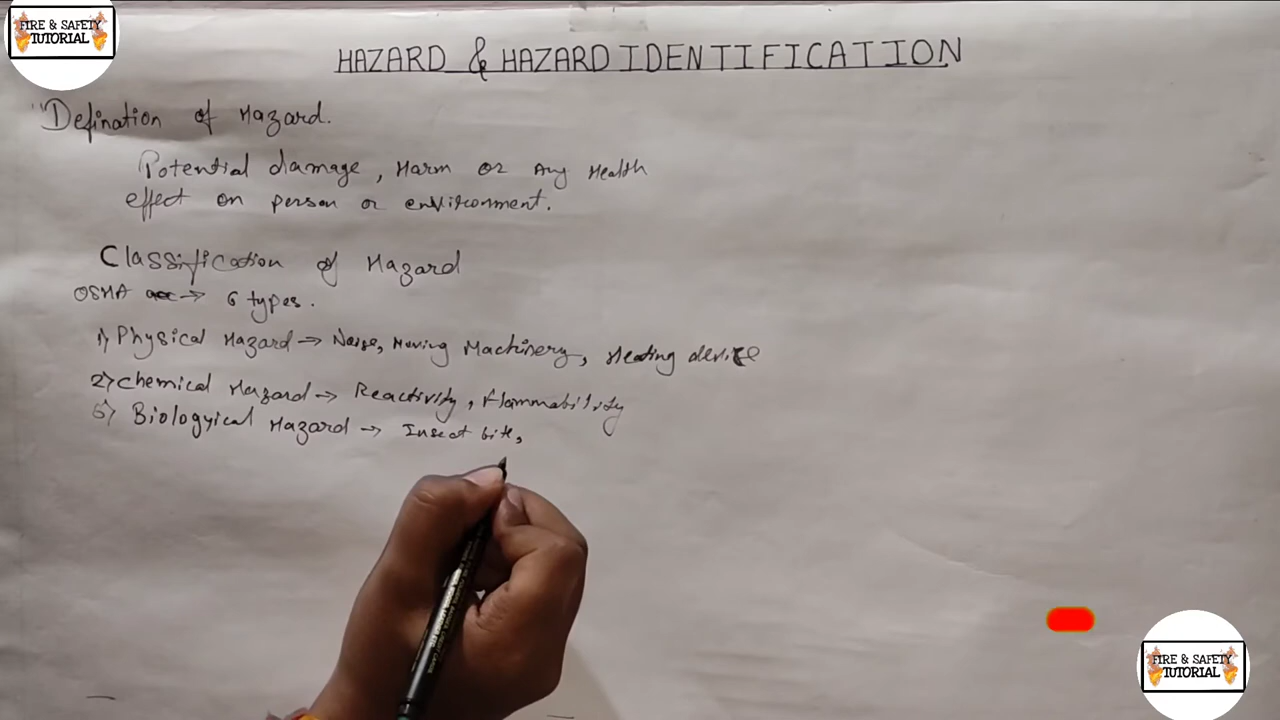 FIRE & SAFETY
TUTORIAL
HAZARD & HAZARD IDENTIFICATION
"Defination of Hazard.
Potential damage, Harm or Any Health
effect on person or environment.
Classification of Hazard
OSHA → 6 types.
1) Physical Hazard → Noise, Moving Machinery, Heating device
2) Chemical Hazard → Reactivity, Flammability
3) Biologyical Hazard → Insect bite,
FIRE & SAFETY
TUTORIAL